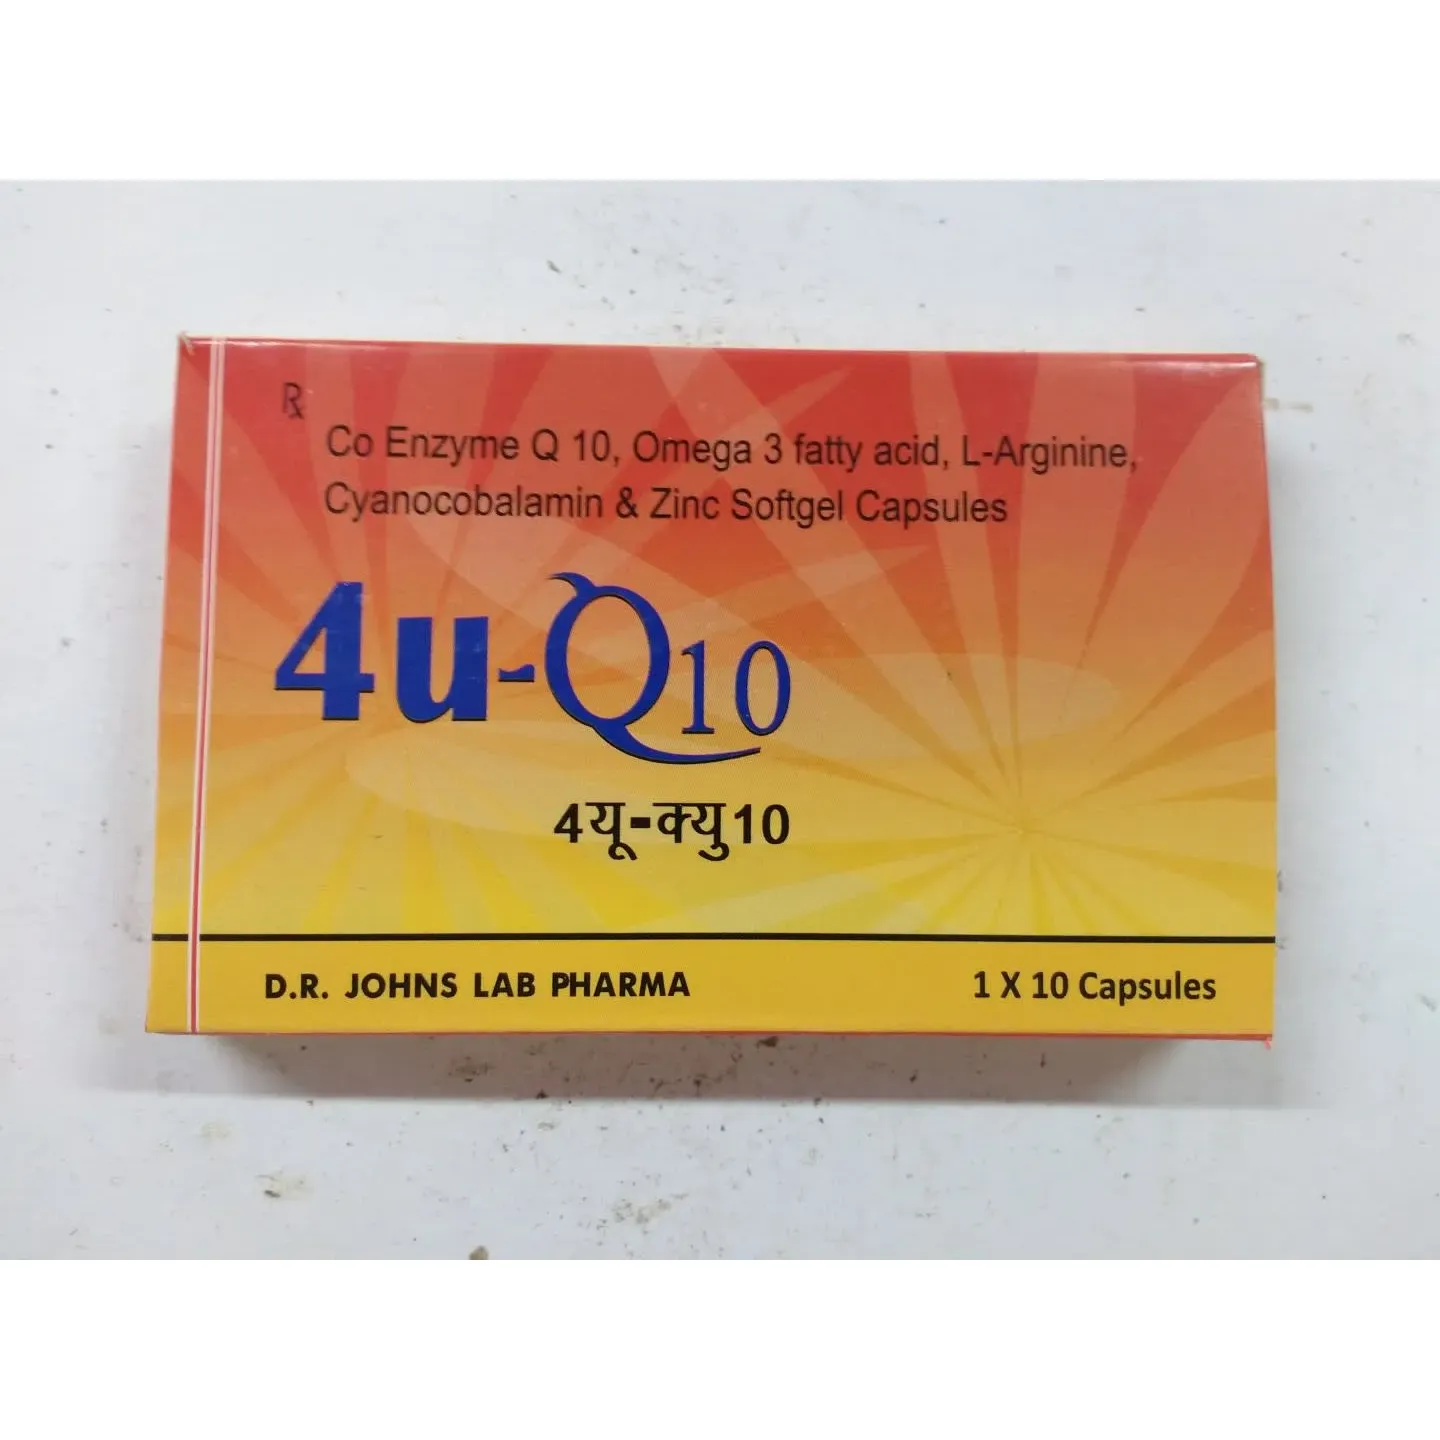 ℞
Co Enzyme Q 10, Omega 3 fatty acid, L-Arginine,
Cyanocobalamin & Zinc Softgel Capsules
4u-Q10
4यू-क्यु10
D.R. JOHNS LAB PHARMA
1 X 10 Capsules